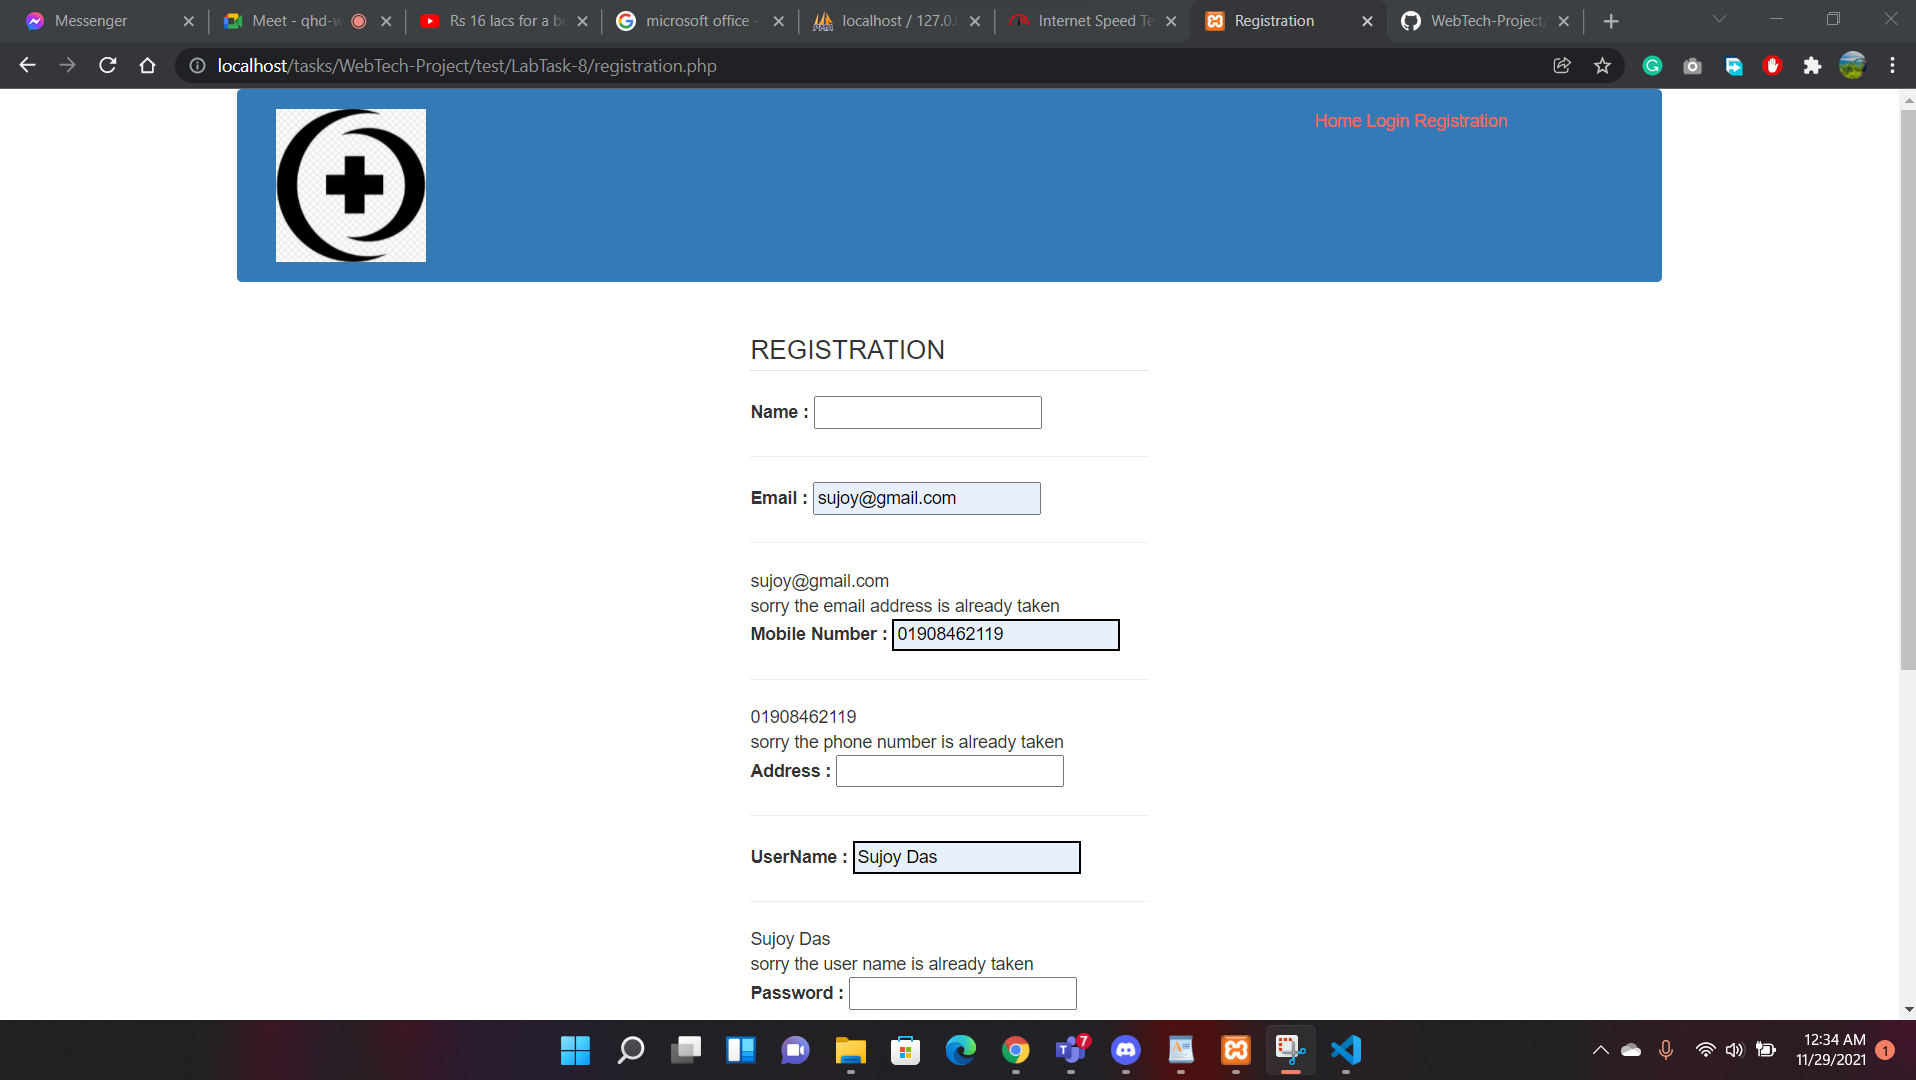 Messenger
Meet - qhd-w
Rs 16 lacs for a b
microsoft office -
localhost / 127.0.
Internet Speed Te
Registration
WebTech-Project/
localhost/tasks/WebTech-Project/test/LabTask-8/registration.php
Home Login Registration
REGISTRATION
Name :
Email : sujoy@gmail.com
sujoy@gmail.com
sorry the email address is already taken
Mobile Number : 01908462119
01908462119
sorry the phone number is already taken
Address :
UserName : Sujoy Das
Sujoy Das
sorry the user name is already taken
Password :
7
12:34 AM
11/29/2021
1